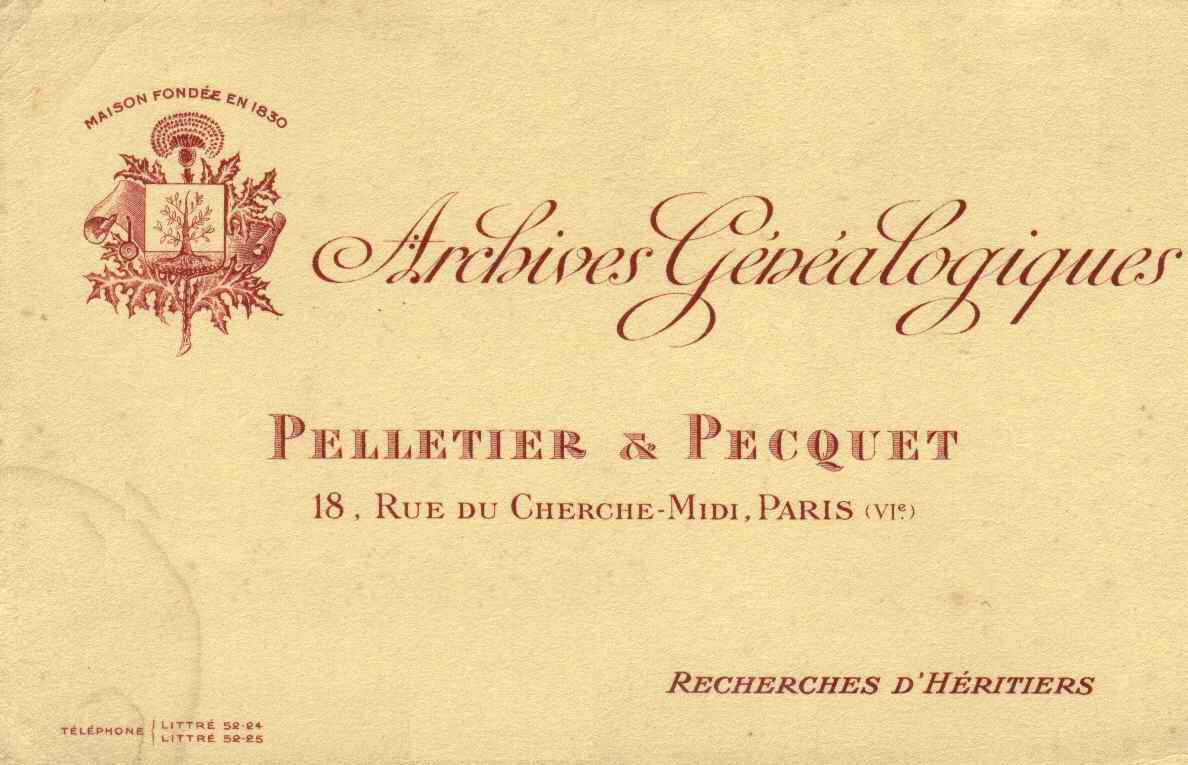 MAISON FONDÉE EN 1830
Archives Généalogiques
PELLETIER & PECQUET
18, RUE DU CHERCHE-MIDI, PARIS (VIe)
RECHERCHES D'HÉRITIERS
TÉLÉPHONE
LITTRÉ 52-24
LITTRÉ 52-25